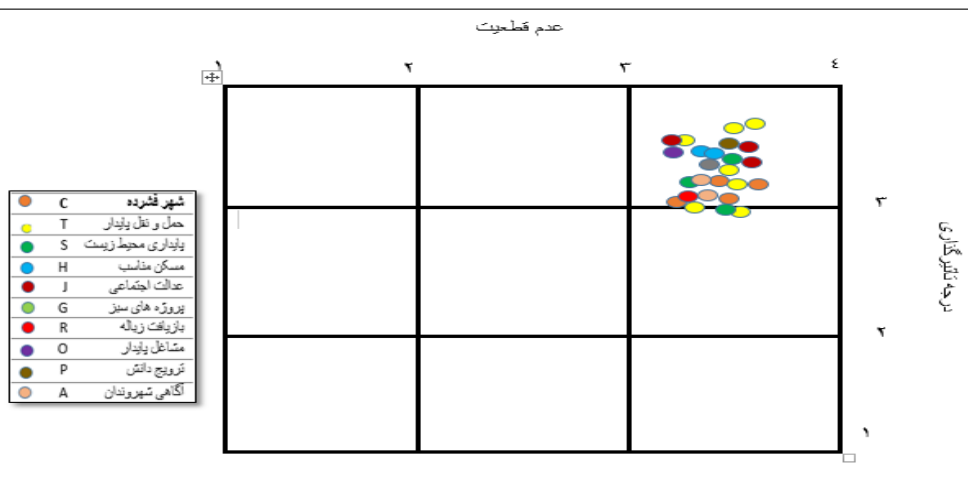 عدم قطعیت
۱ ۲ ۳ ٤
شهر فشرده C
حمل و نقل پایدار T
پایداری محیط زیست S
مسکن مناسب H
عدالت اجتماعی J
پروژه های سبز G
بازیافت زباله R
مشاغل پایدار O
ترویج دانش P
آگاهی شهروندان A
۳
۲
۱
درجه تاثیرگذاری